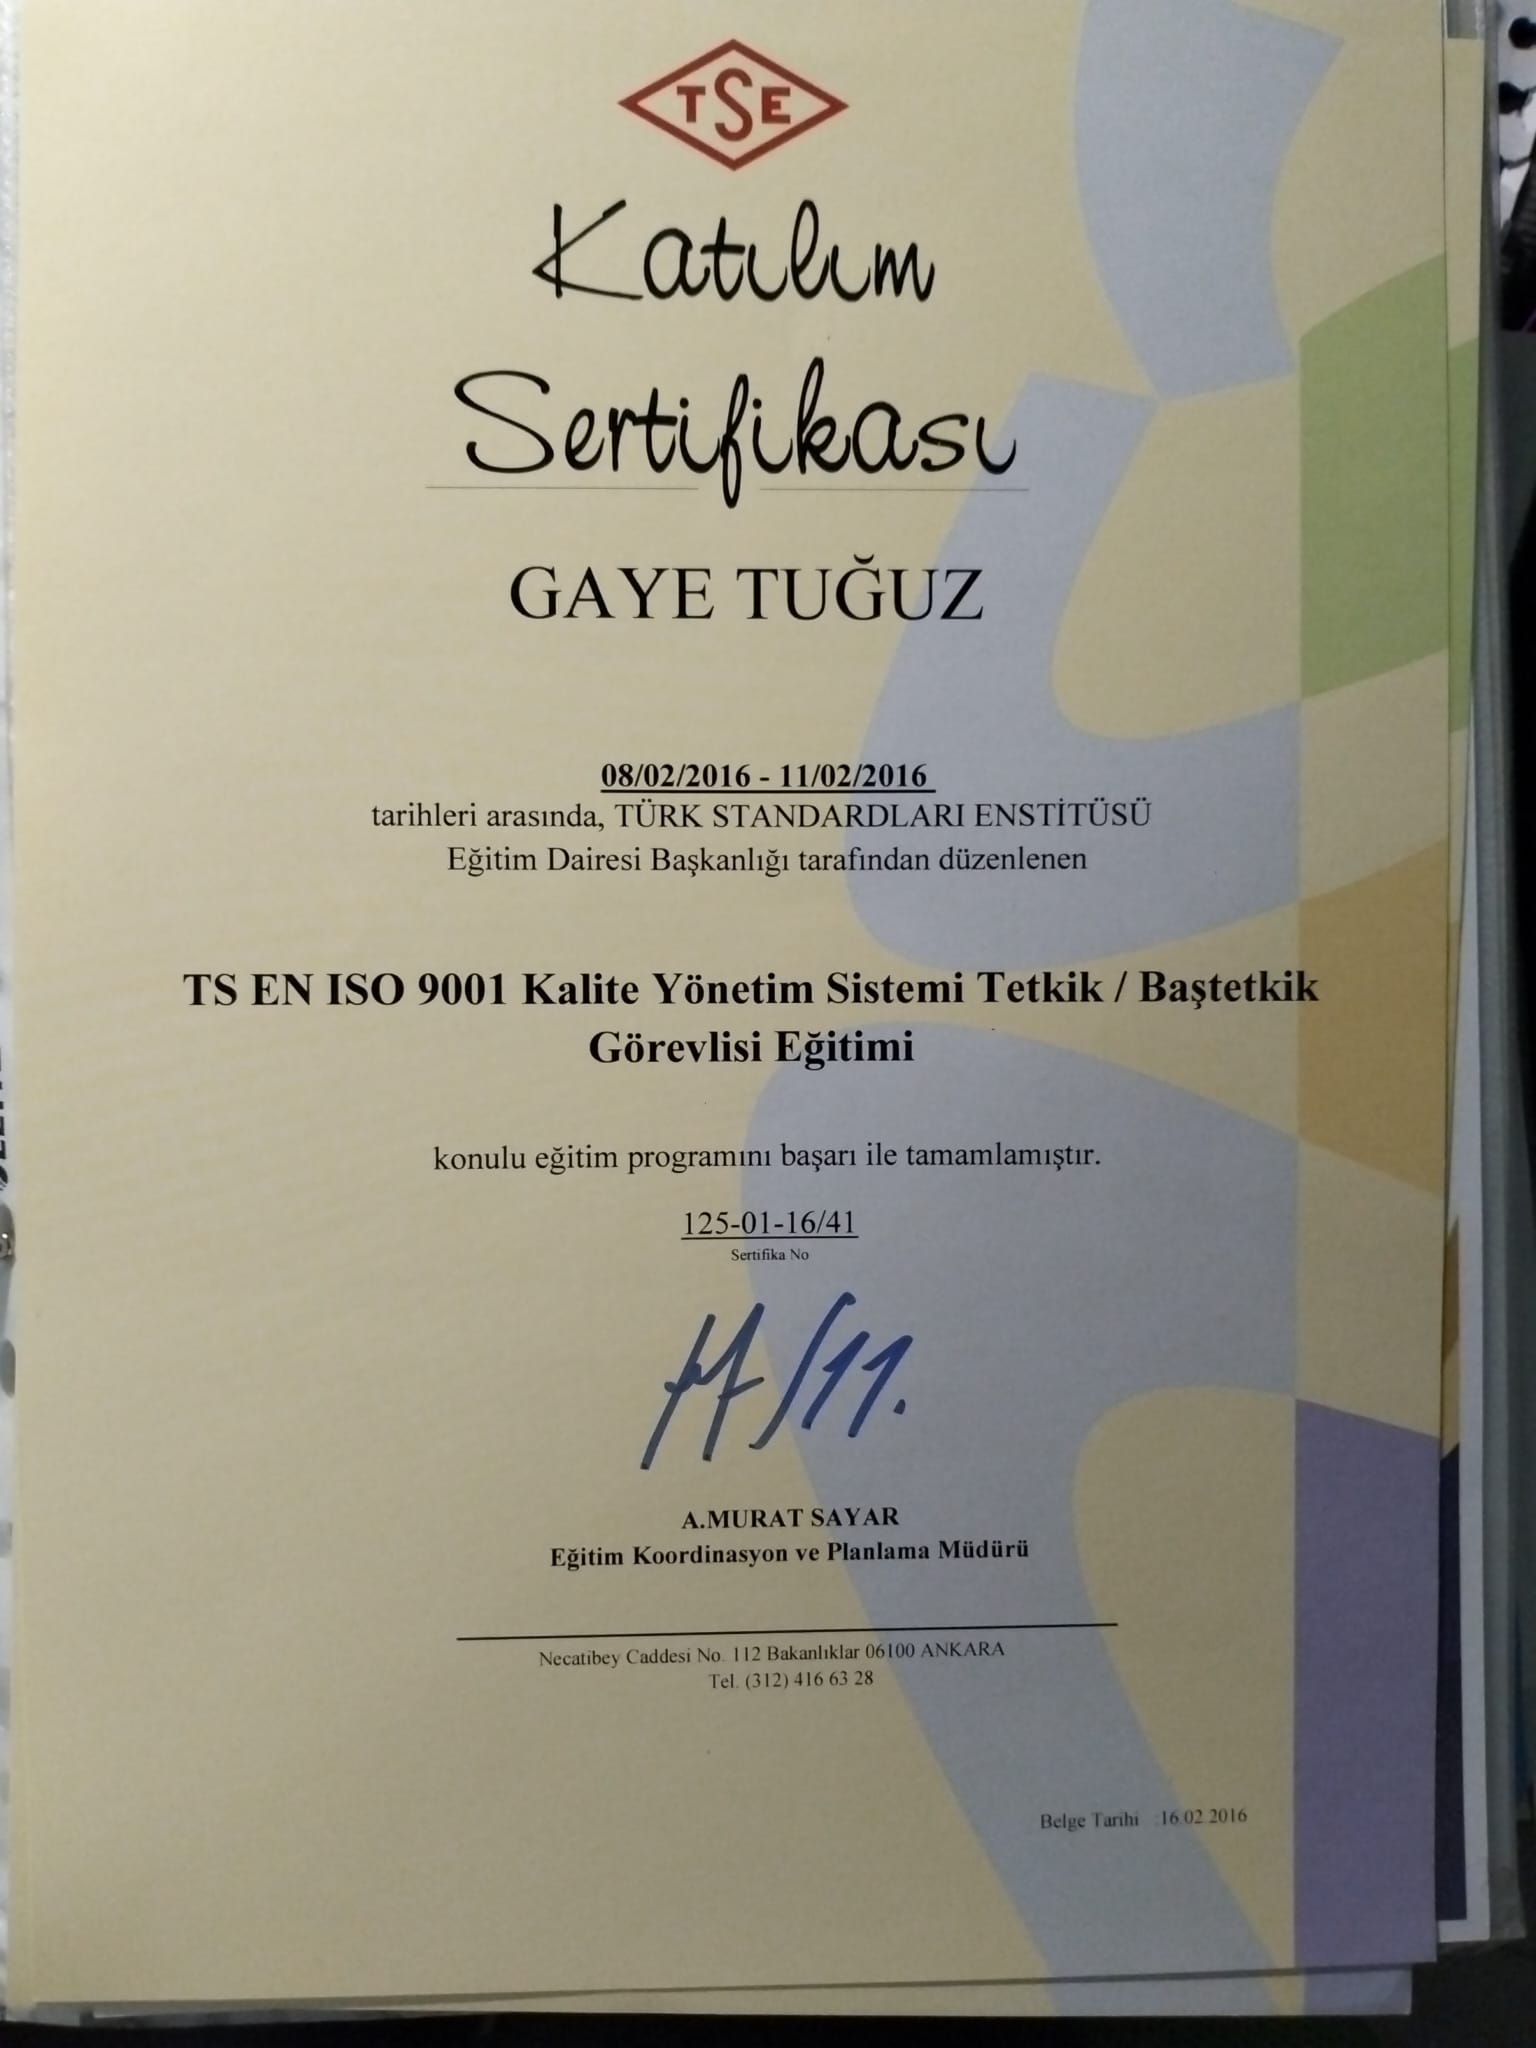 TSE
Katılım
Sertifikası
GAYE TUĞUZ
08/02/2016 - 11/02/2016
tarihleri arasında, TÜRK STANDARDLARI ENSTİTÜSÜ
Eğitim Dairesi Başkanlığı tarafından düzenlenen
TS EN ISO 9001 Kalite Yönetim Sistemi Tetkik / Baştetkik
Görevlisi Eğitimi
konulu eğitim programını başarı ile tamamlamıştır.
125-01-16/41
Sertifika No
A.MURAT SAYAR
Eğitim Koordinasyon ve Planlama Müdürü
Necatibey Caddesi No. 112 Bakanlıklar 06100 ANKARA
Tel. (312) 416 63 28
Belge Tarihi :16.02.2016